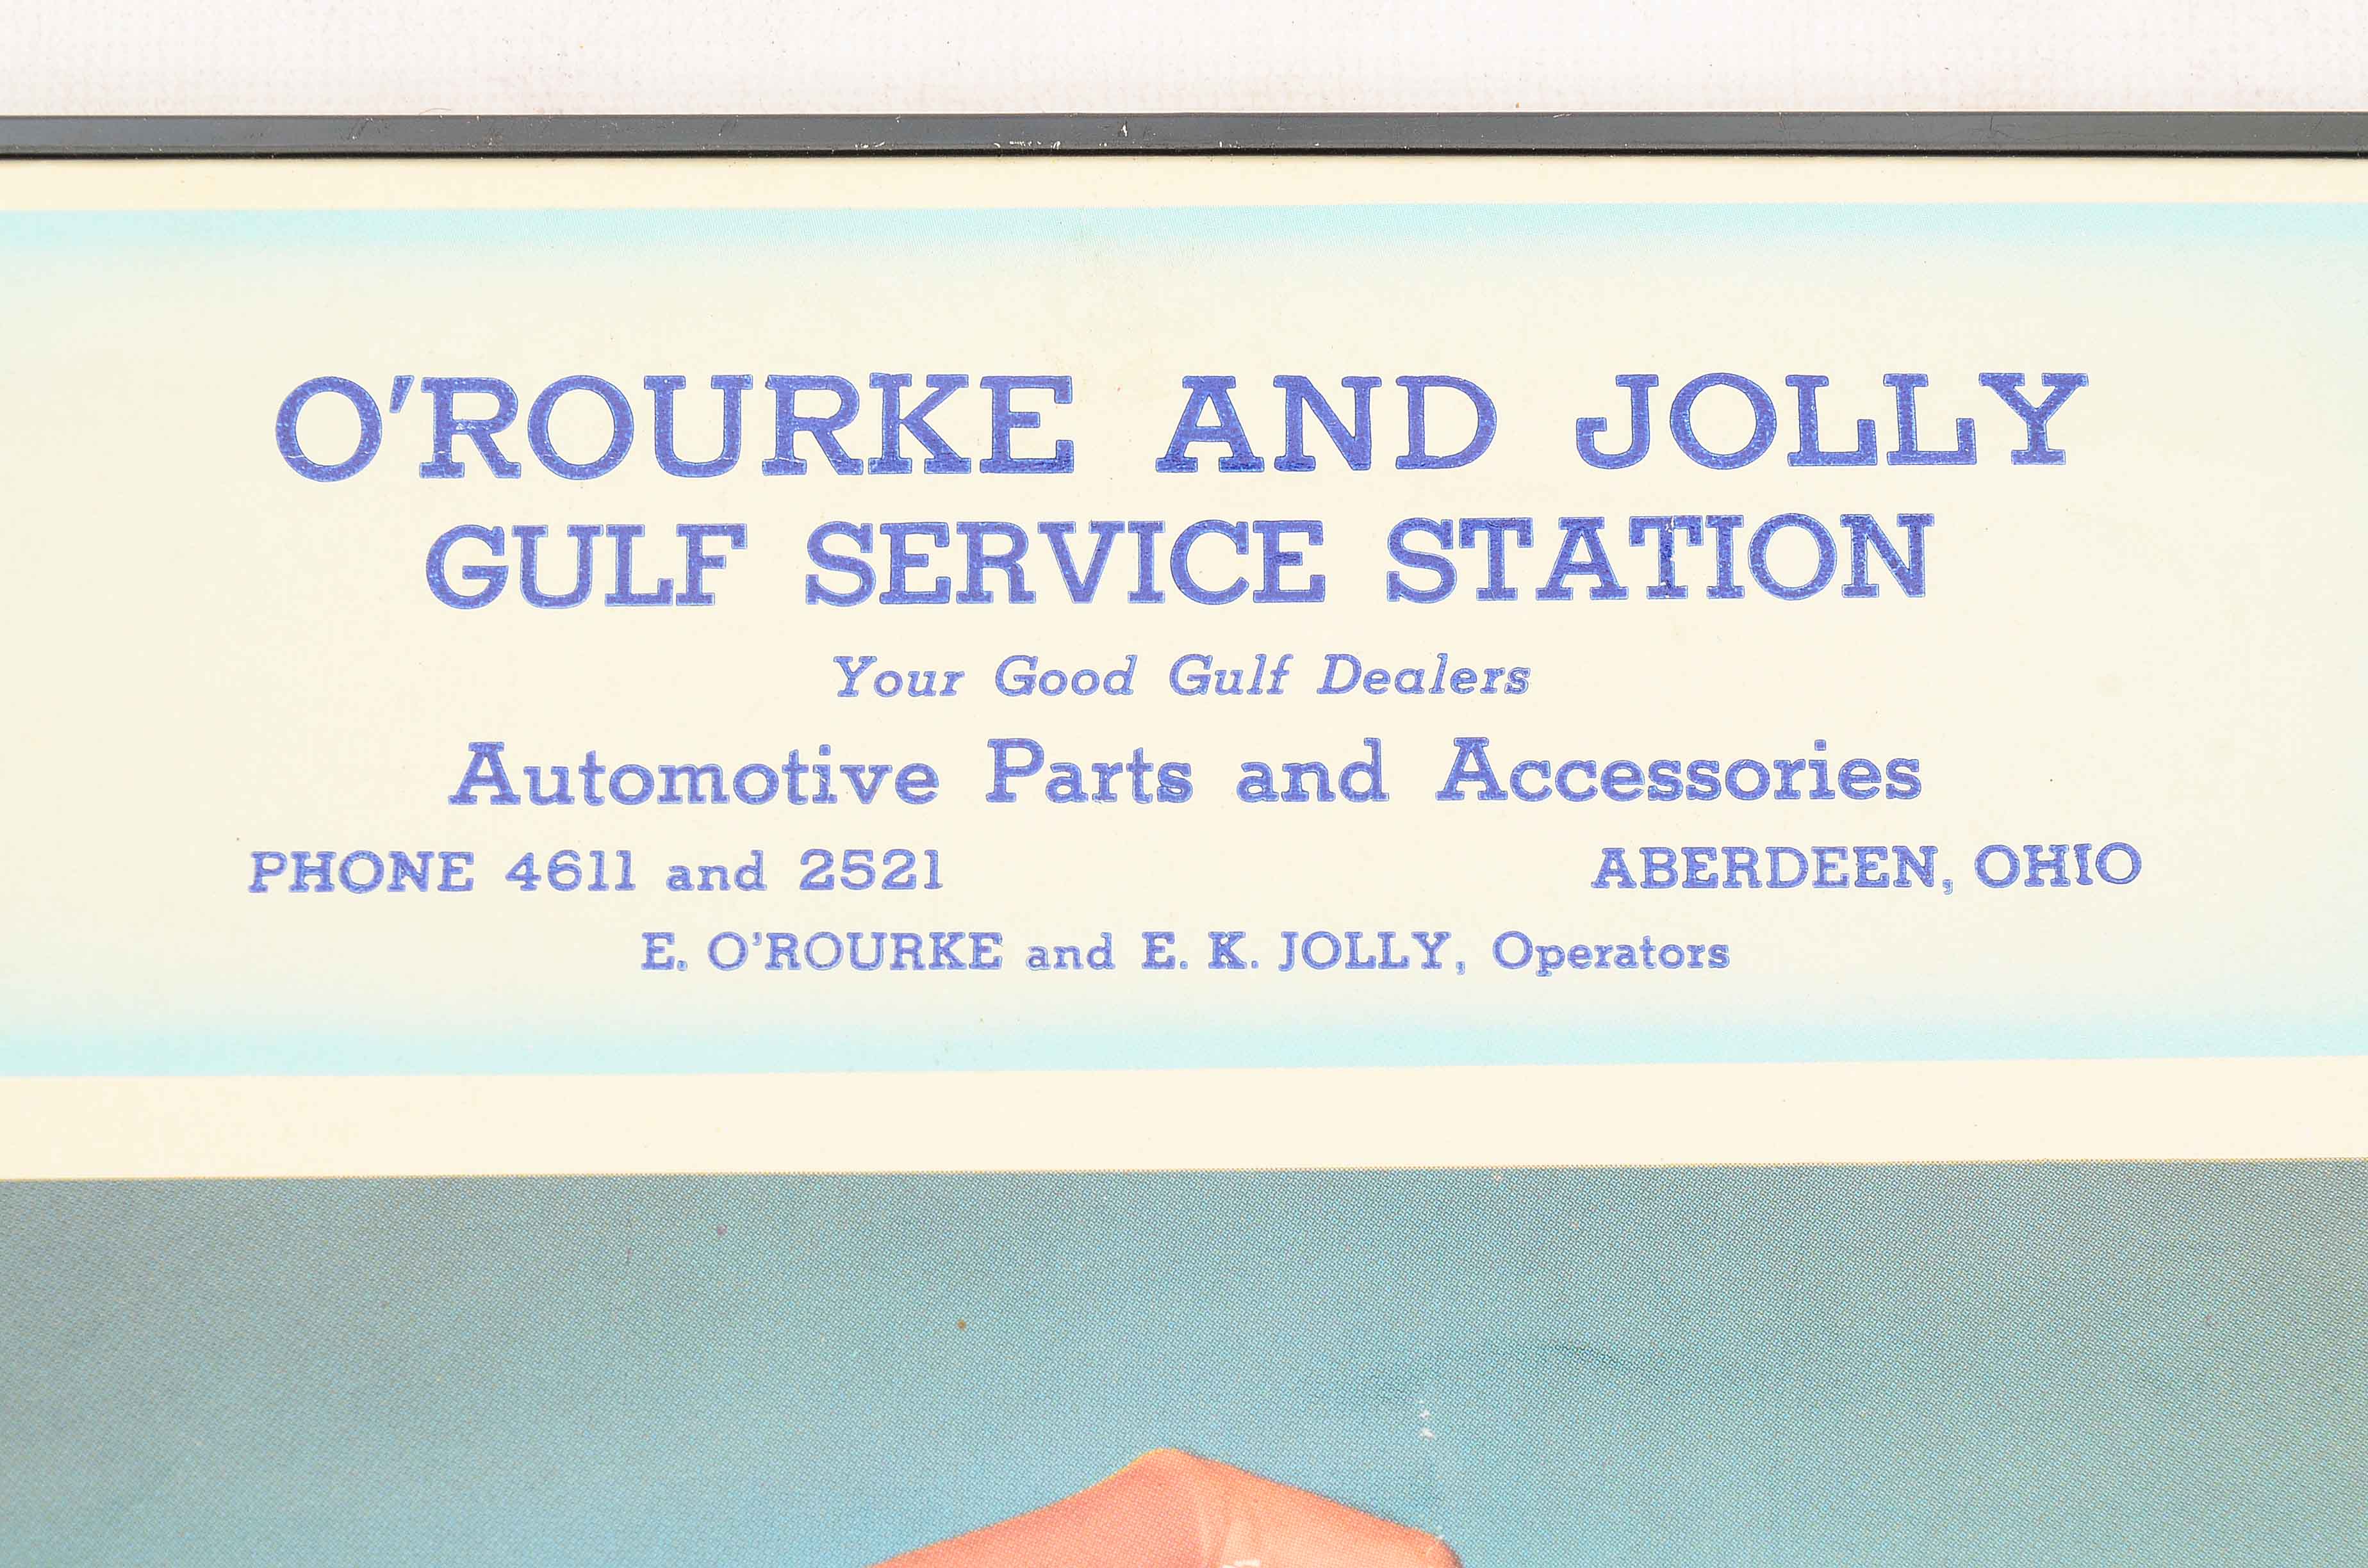 O'ROURKE AND JOLLY
GULF SERVICE STATION
Your Good Gulf Dealers
Automotive Parts and Accessories
PHONE 4611 and 2521 ABERDEEN, OHIO
E. O'ROURKE and E. K. JOLLY, Operators